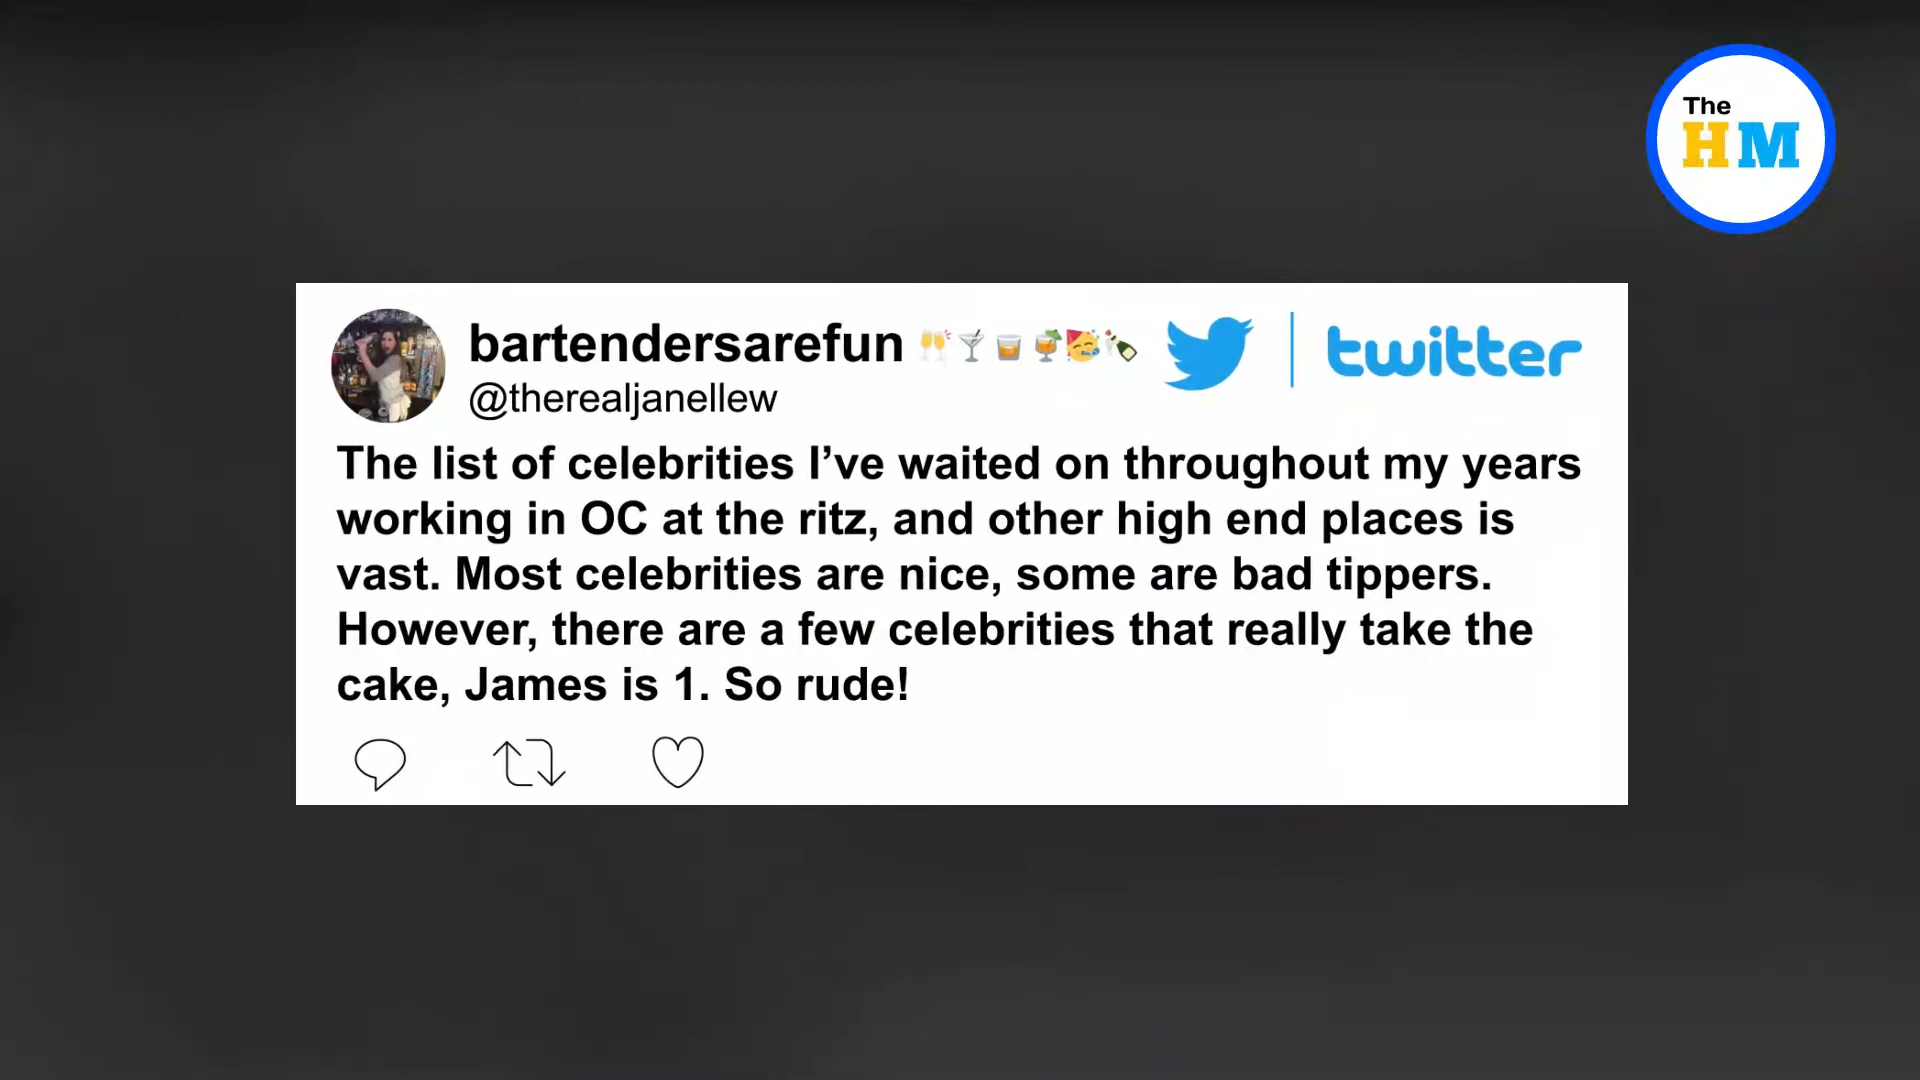 The
HM
bartendersarefun 🥂🍸🥃🍹🥳🍾 twitter
@therealjanellew
The list of celebrities I’ve waited on throughout my years
working in OC at the ritz, and other high end places is
vast. Most celebrities are nice, some are bad tippers.
However, there are a few celebrities that really take the
cake, James is 1. So rude!